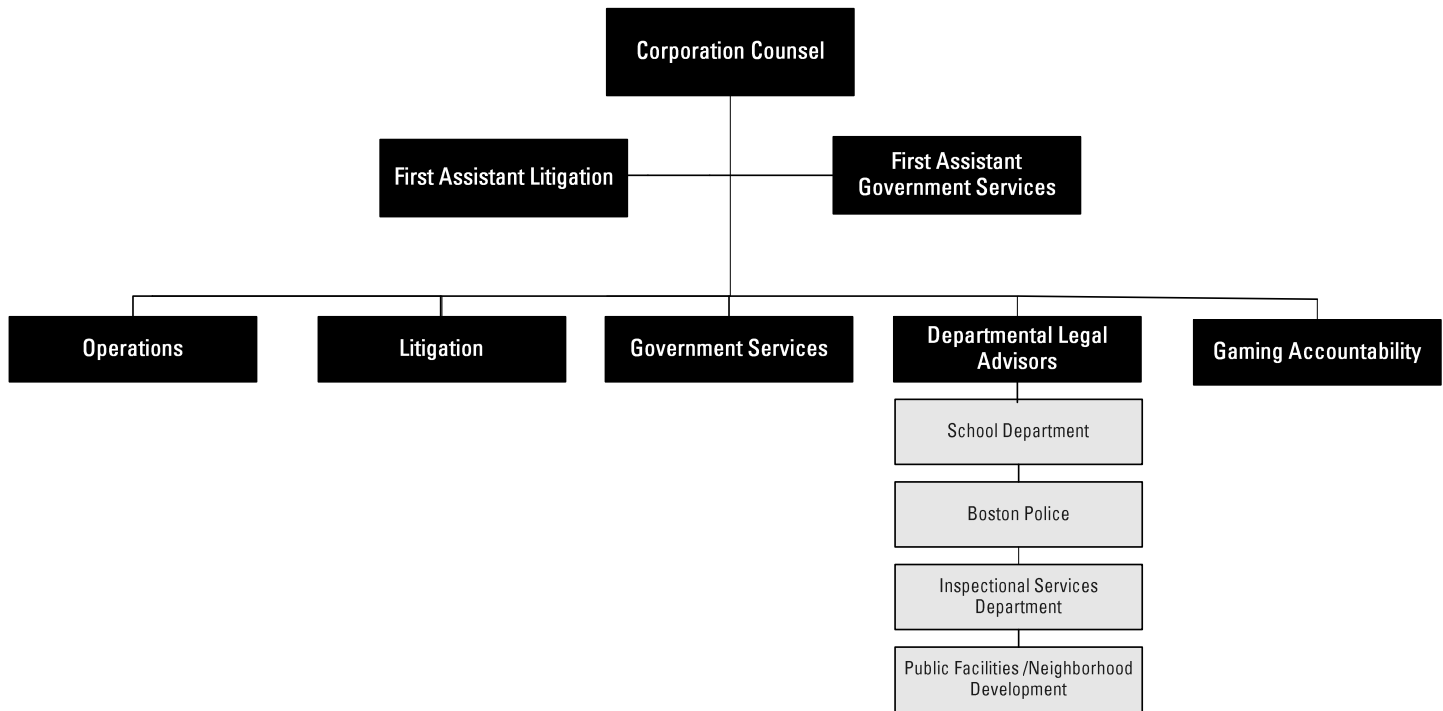 Corporation Counsel
First Assistant Litigation
First Assistant
Government Services
Operations
Litigation
Government Services
Departmental Legal
Advisors
Gaming Accountability
School Department
Boston Police
Inspectional Services
Department
Public Facilities /Neighborhood
Development